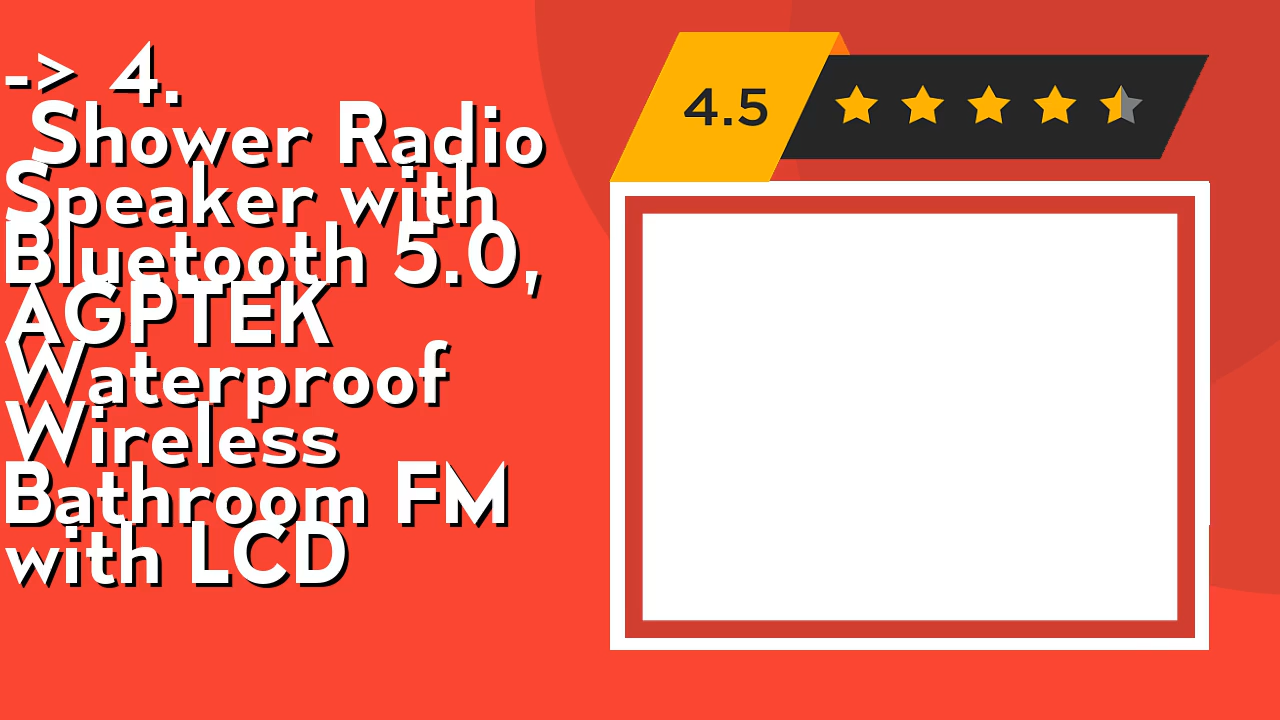 -> 4.
Shower Radio
Speaker with
Bluetooth 5.0,
AGPTEK
Waterproof
Wireless
Bathroom FM
with LCD
4.5